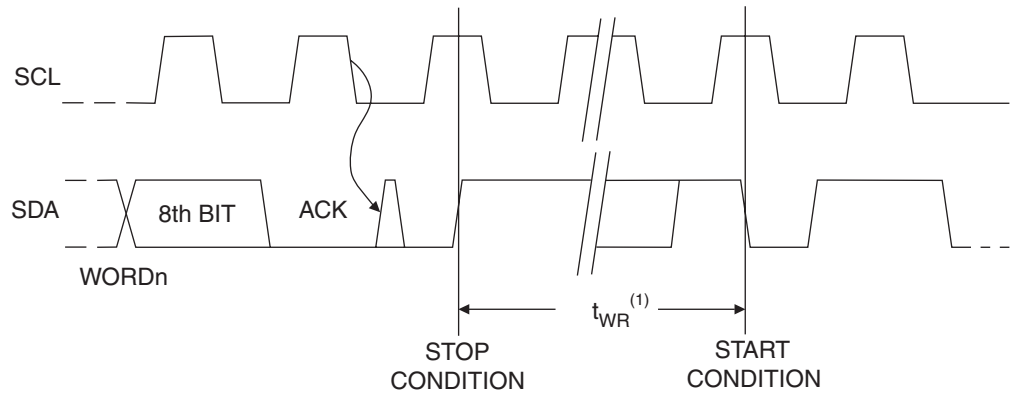 SCL
SDA
8th BIT
ACK
WORDn
tWR(1)
STOP
CONDITION
START
CONDITION